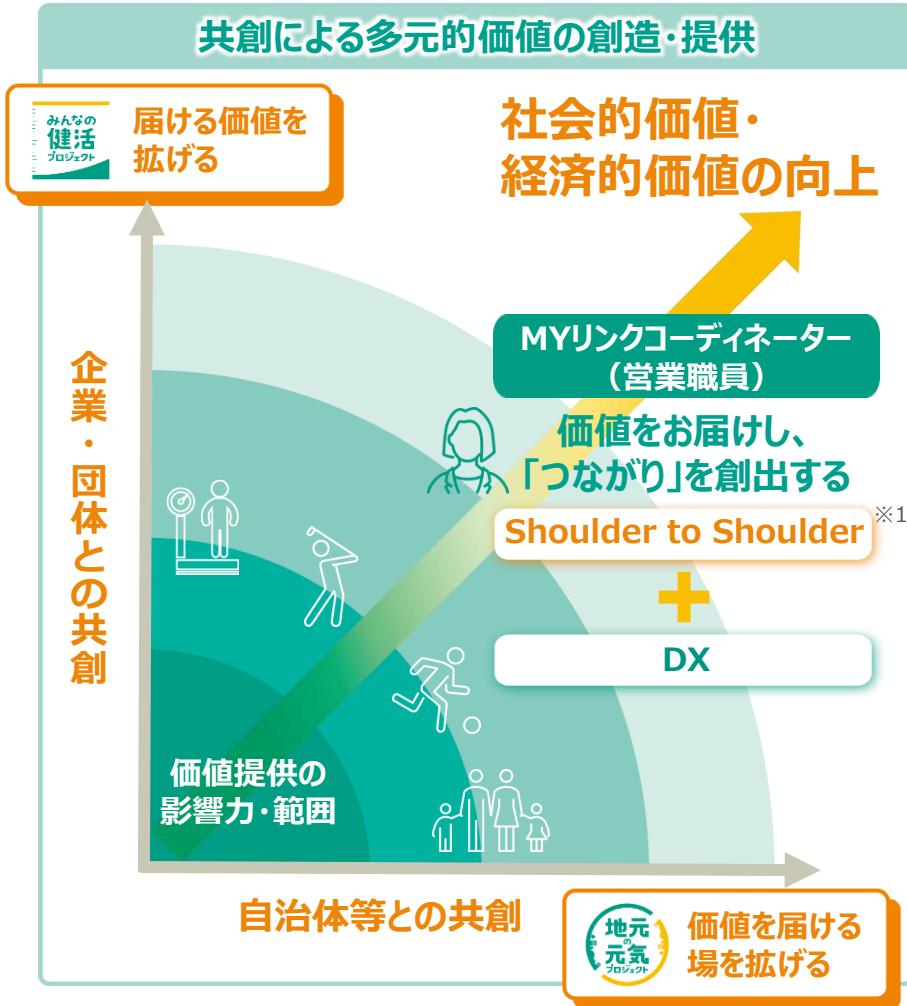 共創による多元的価値の創造・提供
みんなの
健活
プロジェクト
届ける価値を
拡げる
社会的価値・
経済的価値の向上
MYリンクコーディネーター
（営業職員）
価値をお届けし、
「つながり」を創出する
Shoulder to Shoulder ※1
+
DX
企業・団体との共創
価値提供の
影響力・範囲
自治体等との共創
地元
の
元気
プロジェクト
価値を届ける
場を拡げる